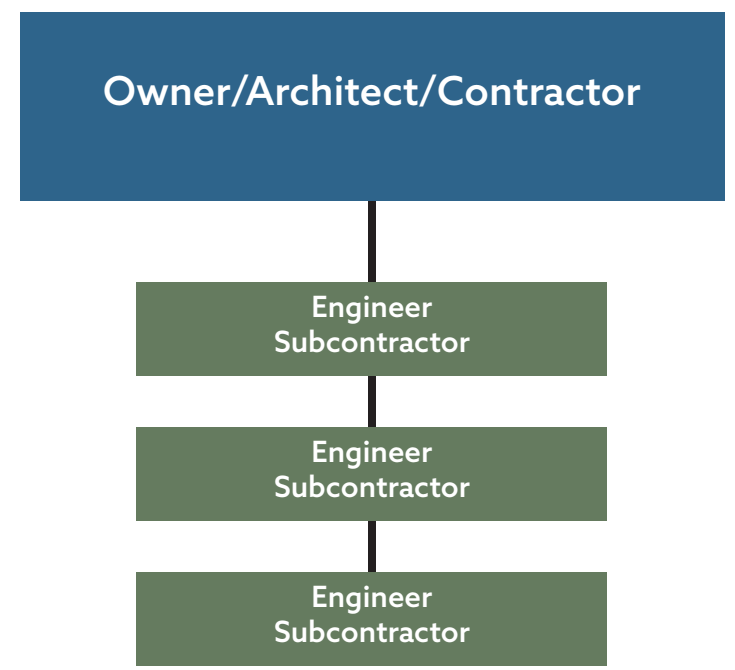 Owner/Architect/Contractor
Engineer
Subcontractor
Engineer
Subcontractor
Engineer
Subcontractor